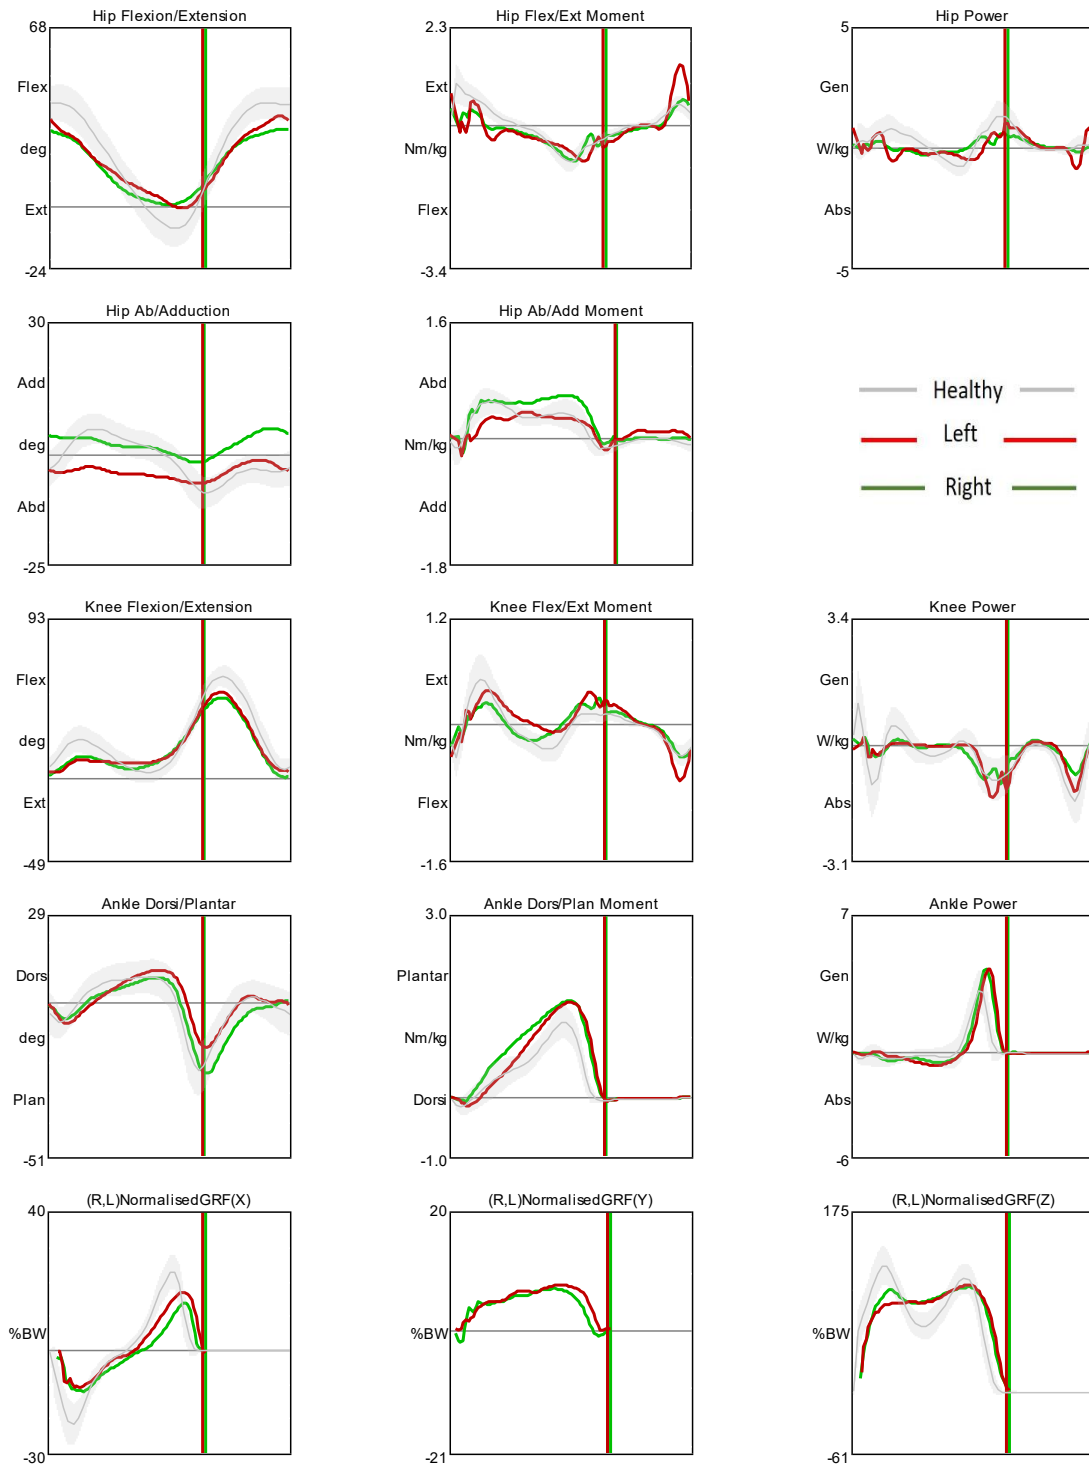 Hip Flexion/Extension
68
Flex
deg
Ext
-24
Hip Flex/Ext Moment
2.3
Ext
Nm/kg
Flex
-3.4
Hip Power
5
Gen
W/kg
Abs
-5
Hip Ab/Adduction
30
Add
deg
Abd
-25
Hip Ab/Add Moment
1.6
Abd
Nm/kg
Add
-1.8
Healthy
Left
Right
Knee Flexion/Extension
93
Flex
deg
Ext
-49
Knee Flex/Ext Moment
1.2
Ext
Nm/kg
Flex
-1.6
Knee Power
3.4
Gen
W/kg
Abs
-3.1
Ankle Dorsi/Plantar
29
Dors
deg
Plan
-51
Ankle Dors/Plan Moment
3.0
Plantar
Nm/kg
Dorsi
-1.0
Ankle Power
7
Gen
W/kg
Abs
-6
(R,L)NormalisedGRF(X)
40
%BW
-30
(R,L)NormalisedGRF(Y)
20
%BW
-21
(R,L)NormalisedGRF(Z)
175
%BW
-61